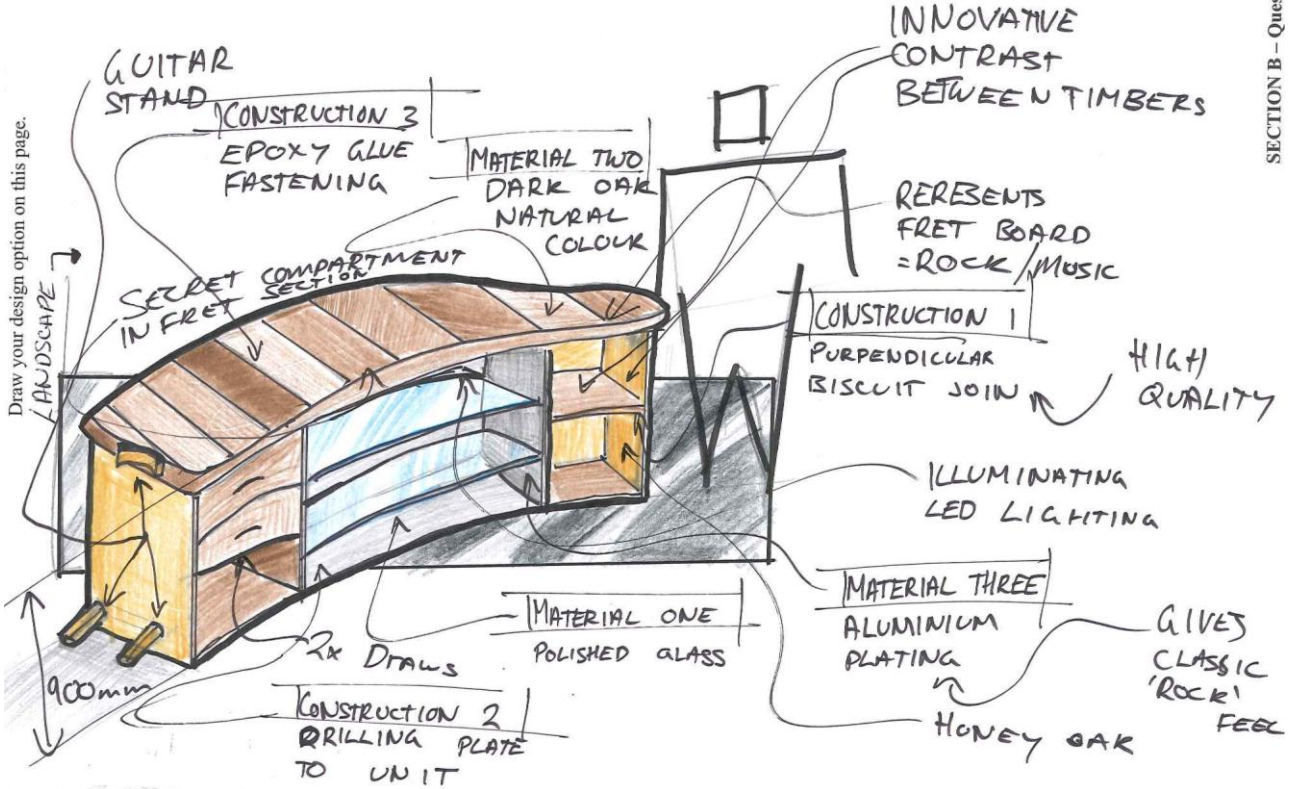 Draw your design option on this page.
LANDSCAPE
SECTION B – Ques
GUITAR
STAND
CONSTRUCTION 3
EPOXY GLUE
FASTENING
MATERIAL TWO
DARK OAK
NATURAL
COLOUR
INNOVATIVE
CONTRAST
BETWEEN TIMBERS
SECRET COMPARTMENT
IN FRET SECTION
RERESENTS
FRET BOARD
=ROCK/MUSIC
CONSTRUCTION 1
PURPENDICULAR
BISCUIT JOIN
HIGH
QUALITY
ILLUMINATING
LED LIGHTING
MATERIAL THREE
ALUMINIUM
PLATING
GIVES
CLASSIC
'ROCK'
FEEL
HONEY OAK
MATERIAL ONE
POLISHED GLASS
2x DRAWS
900mm
CONSTRUCTION 2
DRILLING PLATE
TO UNIT